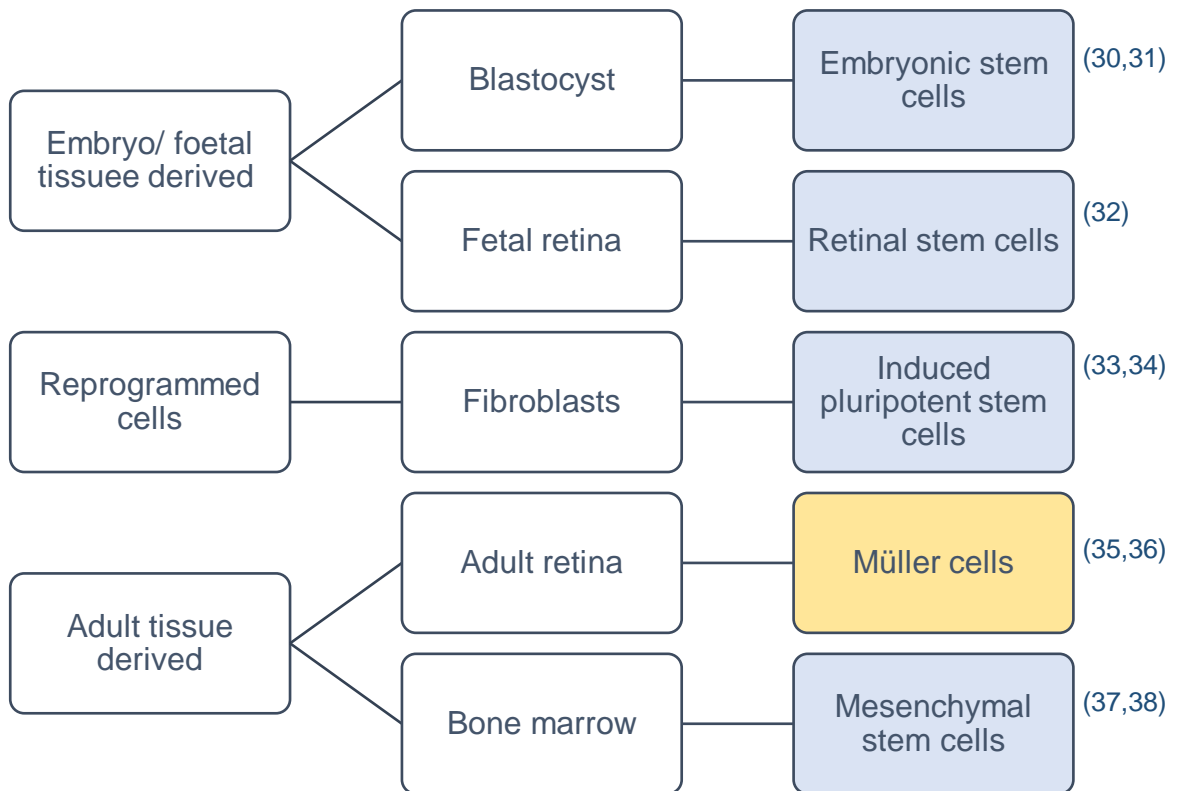 Embryo/ foetal
tissuee derived
Blastocyst
Embryonic stem
cells
(30,31)
Fetal retina
Retinal stem cells
(32)
Reprogrammed
cells
Fibroblasts
Induced
pluripotent stem
cells
(33,34)
Adult tissue
derived
Adult retina
Müller cells
(35,36)
Bone marrow
Mesenchymal
stem cells
(37,38)